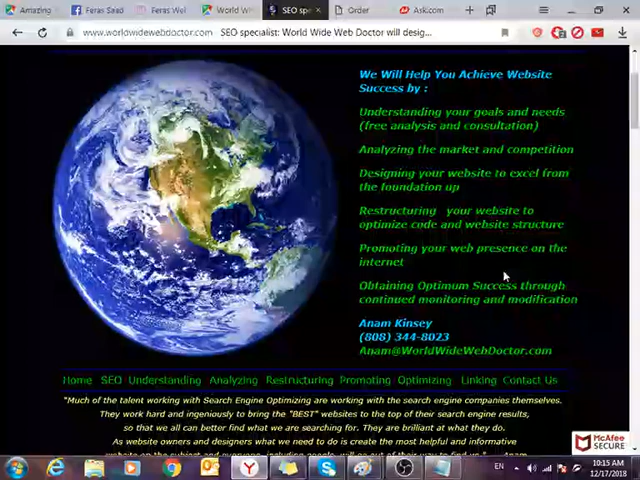 Amazing
Feras Saad
Feras Wel
World Wi
SEO spe
Order
Ask.com
www.worldwidewebdoctor.com SEO specialist: World Wide Web Doctor will desig...
We Will Help You Achieve Website
Success by :
Understanding your goals and needs
(free analysis and consultation)
Analyzing the market and competition
Designing your website to excel from
the foundation up
Restructuring your website to
optimize code and website structure
Promoting your web presence on the
internet
Obtaining Optimum Success through
continued monitoring and modification
Anam Kinsey
(808) 344-8023
Anam@WorldWideWebDoctor.com
Home SEO Understanding Analyzing Restructuring Promoting Optimizing Linking Contact Us
"Much of the talent working with Search Engine Optimizing are working with the search engine companies themselves.
They work hard and ingeniously to bring the "BEST" websites to the top of their search engine results,
so that we all can better find what we are searching for. They are brilliant at what they do.
As website owners and designers what we need to do is create the most helpful and informative
McAfee
SECURE
EN
10:15 AM
12/17/2018